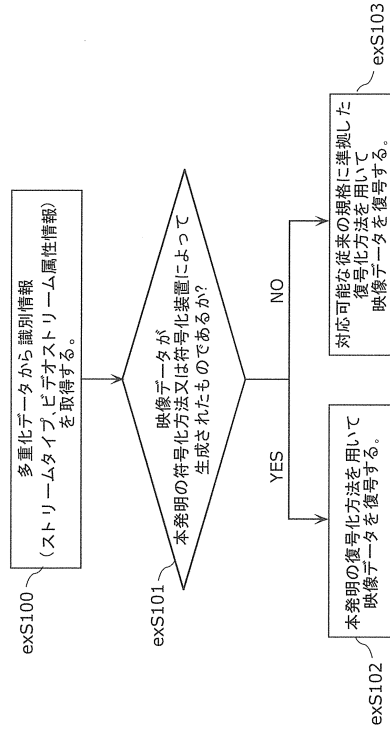 exS100
多重化データから識別情報
（ストリームタイプ、ビデオストリーム属性情報）
を取得する。
exS101
映像データが
本発明の符号化方法又は符号化装置によって
生成されたものであるか?
YES
NO
exS102
本発明の復号化方法を用いて
映像データを復号する。
exS103
対応可能な従来の規格に準拠した
復号化方法を用いて
映像データを復号する。